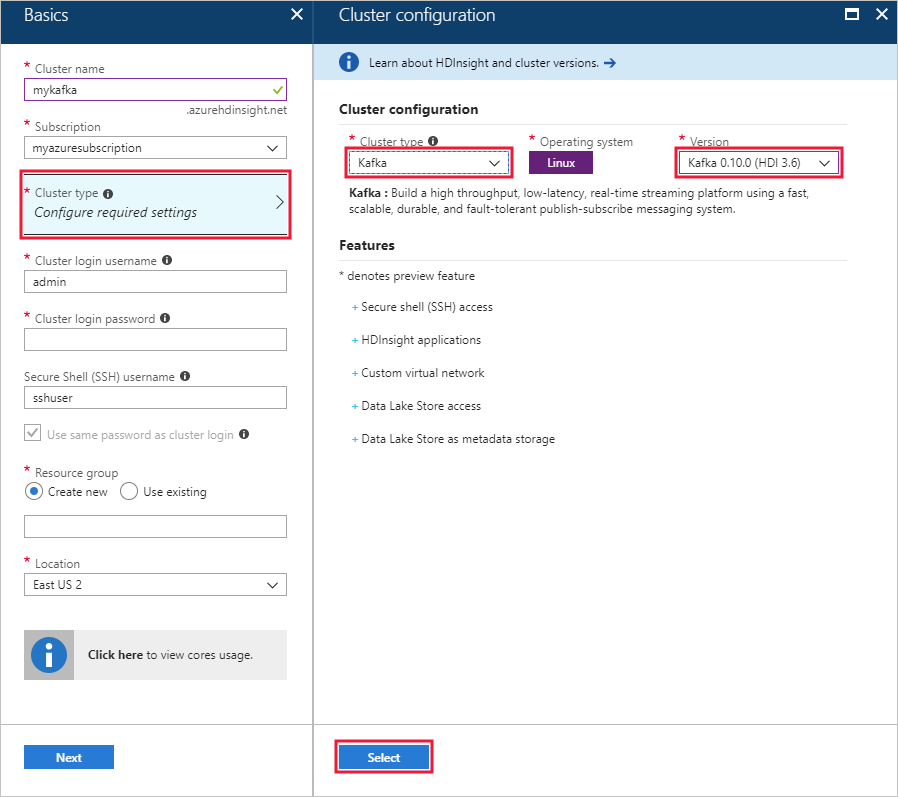 Basics
* Cluster name
mykafka
.azurehdinsight.net
* Subscription
myazuresubscription
* Cluster type
Configure required settings
* Cluster login username
admin
* Cluster login password
Secure Shell (SSH) username
sshuser
Use same password as cluster login
* Resource group
Create new Use existing
* Location
East US 2
Click here to view cores usage.
Next
Cluster configuration
Learn about HDInsight and cluster versions.
Cluster configuration
* Cluster type * Operating system * Version
Kafka Linux Kafka 0.10.0 (HDI 3.6)
Kafka : Build a high throughput, low-latency, real-time streaming platform using a fast,
scalable, durable, and fault-tolerant publish-subscribe messaging system.
Features
* denotes preview feature
+ Secure shell (SSH) access
+ HDInsight applications
+ Custom virtual network
+ Data Lake Store access
+ Data Lake Store as metadata storage
Select